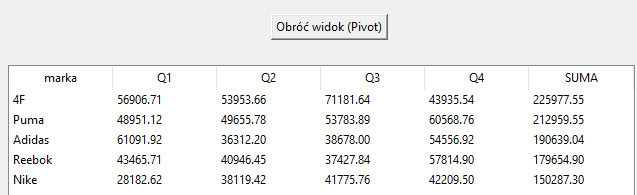 Obróć widok (Pivot)
marka Q1 Q2 Q3 Q4 SUMA
4F 56906.71 53953.66 71181.64 43935.54 225977.55
Puma 48951.12 49655.78 53783.89 60568.76 212959.55
Adidas 61091.92 36312.20 38678.00 54556.92 190639.04
Reebok 43465.71 40946.45 37427.84 57814.90 179654.90
Nike 28182.62 38119.42 41775.76 42209.50 150287.30